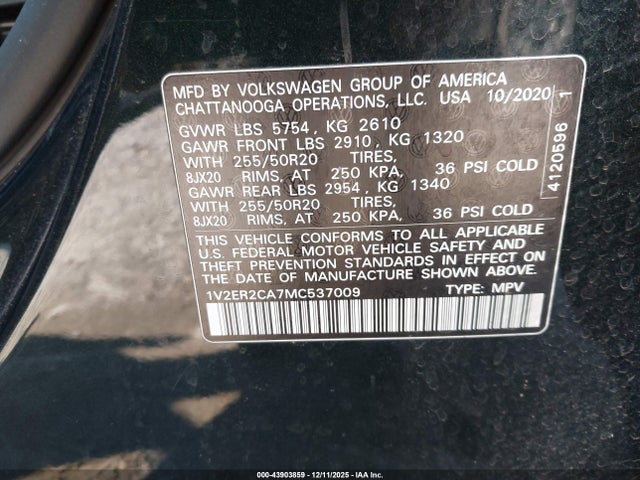 MFD BY VOLKSWAGEN GROUP OF AMERICA
CHATTANOOGA OPERATIONS, LLC. USA 10/2020
GVWR LBS 5754 , KG 2610
GAWR FRONT LBS 2910 , KG 1320
WITH 255/50R20 TIRES,
8JX20 RIMS, AT 250 KPA, 36 PSI COLD
GAWR REAR LBS 2954 , KG 1340
WITH 255/50R20 TIRES,
8JX20 RIMS, AT 250 KPA, 36 PSI COLD
THIS VEHICLE CONFORMS TO ALL APPLICABLE
U.S. FEDERAL MOTOR VEHICLE SAFETY AND
THEFT PREVENTION STANDARDS IN EFFECT ON
THE DATE OF MANUFACTURE SHOWN ABOVE.
1V2ER2CA7MC537009 TYPE: MPV
4120596 1
000-43903859 - 12/11/2025 - IAA Inc.